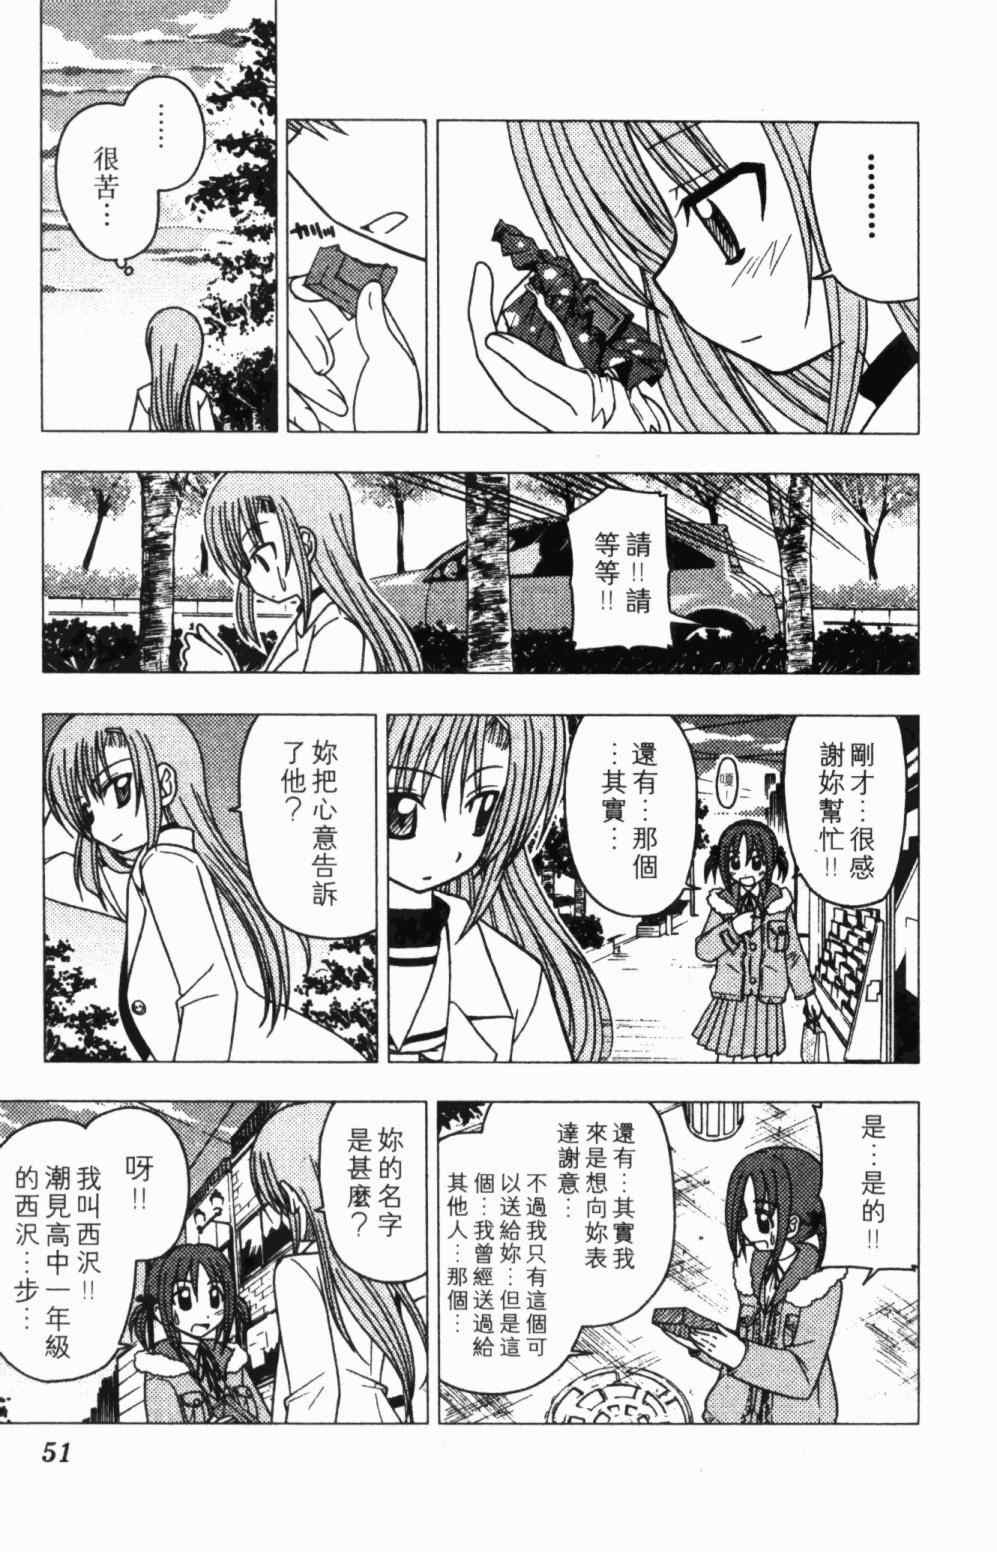 ………
ガリッ
……
很苦…
請!!請
等等!!
剛才…很感
謝妳幫忙!!
嗄—
還有…那個
…其實…
妳把心意告訴
了他?
是…是的!!
還有…其實我
來是想向妳表
達謝意…
不過我只有這個可
以送給妳…但是這
個…我曾經送過給
其他人…那個…
妳的名字
是甚麼?
呀!!
我叫西沢!!
潮見高中一年級
的西沢…步…
51